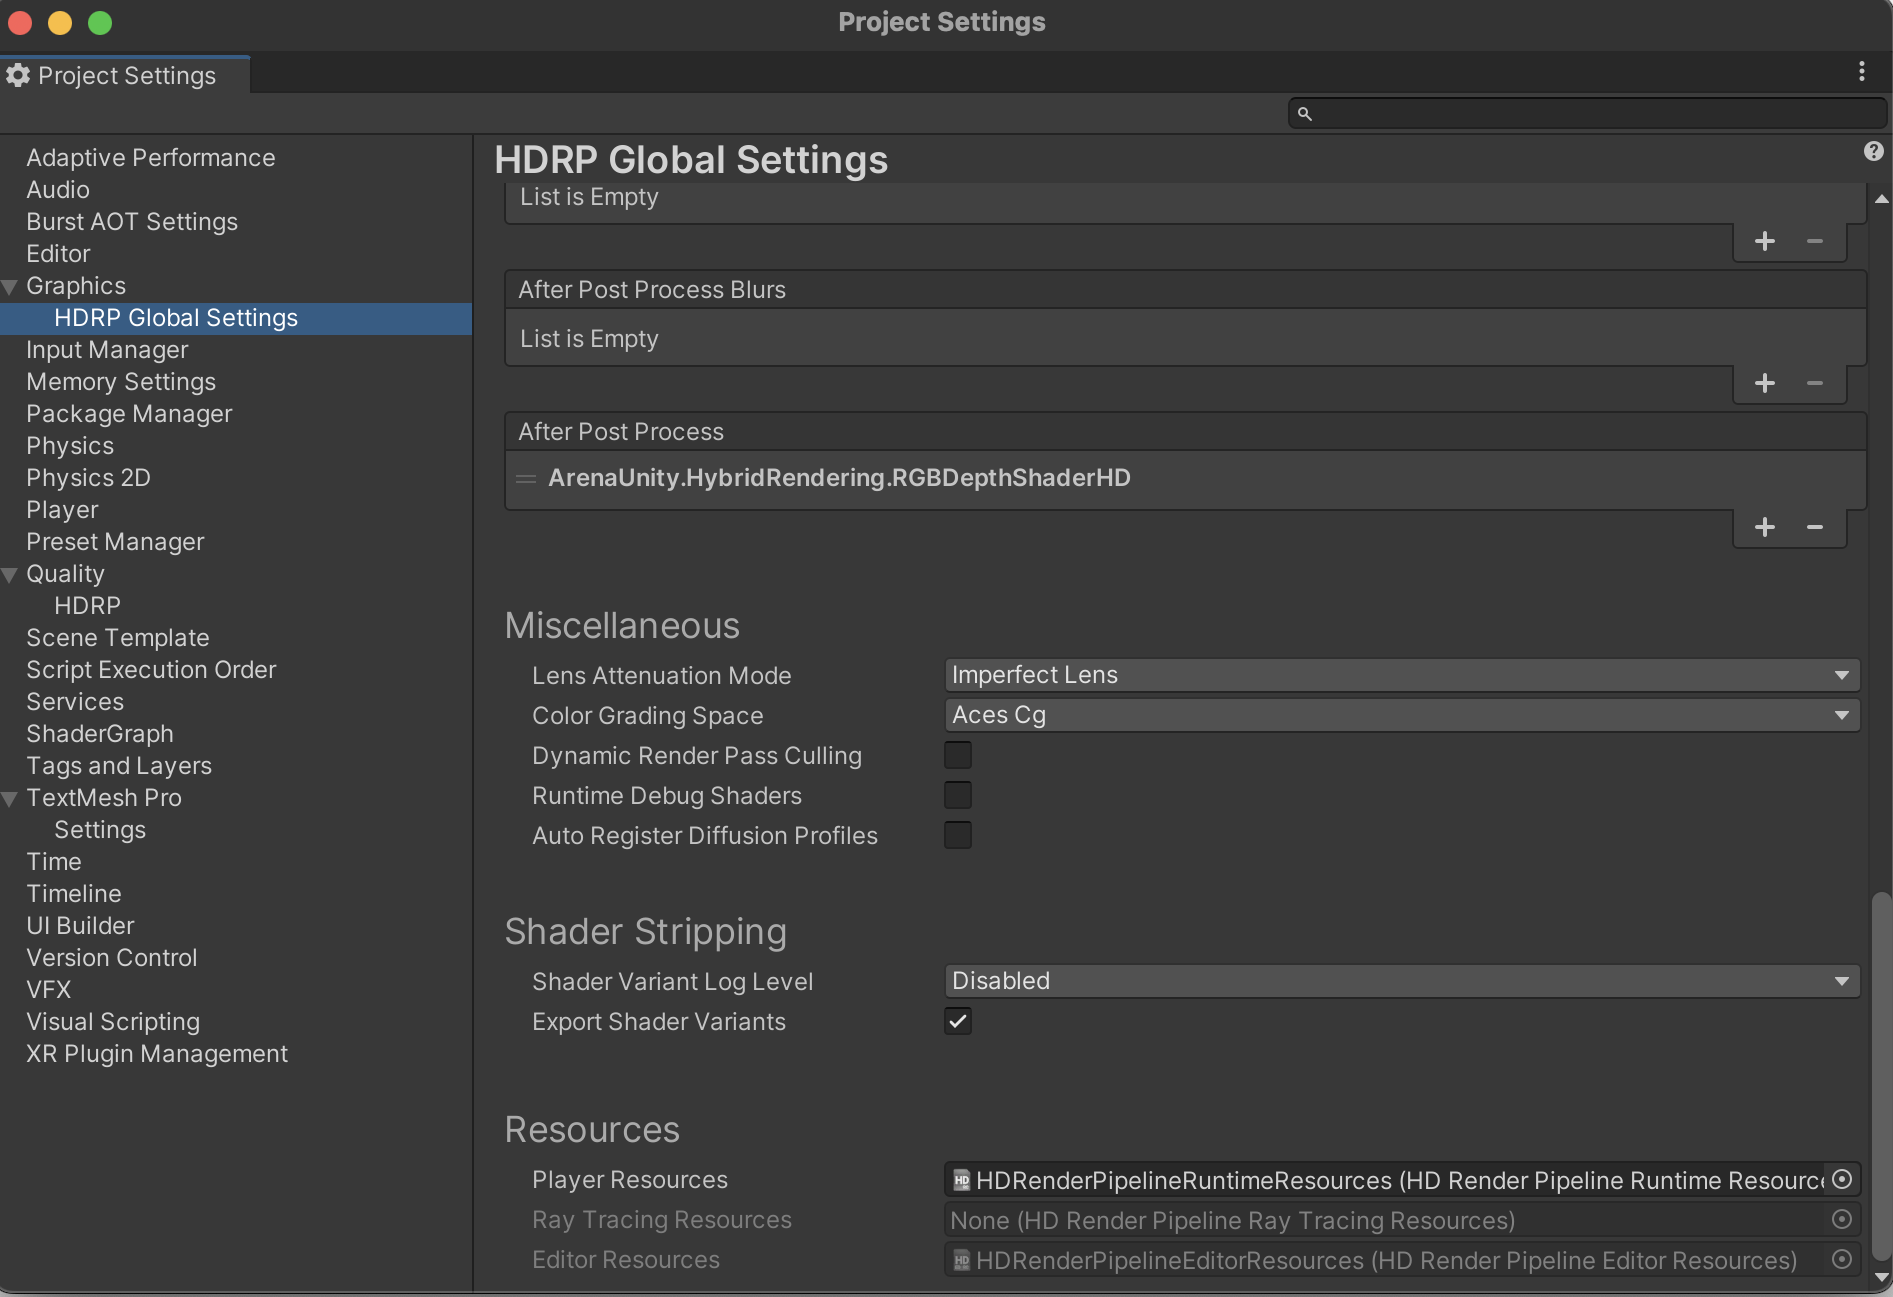 Project Settings
Project Settings
Adaptive Performance
Audio
Burst AOT Settings
Editor
Graphics
HDRP Global Settings
Input Manager
Memory Settings
Package Manager
Physics
Physics 2D
Player
Preset Manager
Quality
HDRP
Scene Template
Script Execution Order
Services
ShaderGraph
Tags and Layers
TextMesh Pro
Settings
Time
Timeline
UI Builder
Version Control
VFX
Visual Scripting
XR Plugin Management
HDRP Global Settings
List is Empty
After Post Process Blurs
List is Empty
After Post Process
ArenaUnity.HybridRendering.RGBDepthShaderHD
Miscellaneous
Lens Attenuation Mode Imperfect Lens
Color Grading Space Aces Cg
Dynamic Render Pass Culling
Runtime Debug Shaders
Auto Register Diffusion Profiles
Shader Stripping
Shader Variant Log Level Disabled
Export Shader Variants
Resources
Player Resources HDRenderPipelineRuntimeResources (HD Render Pipeline Runtime Resource
Ray Tracing Resources None (HD Render Pipeline Ray Tracing Resources)
Editor Resources HDRenderPipelineEditorResources (HD Render Pipeline Editor Resources)